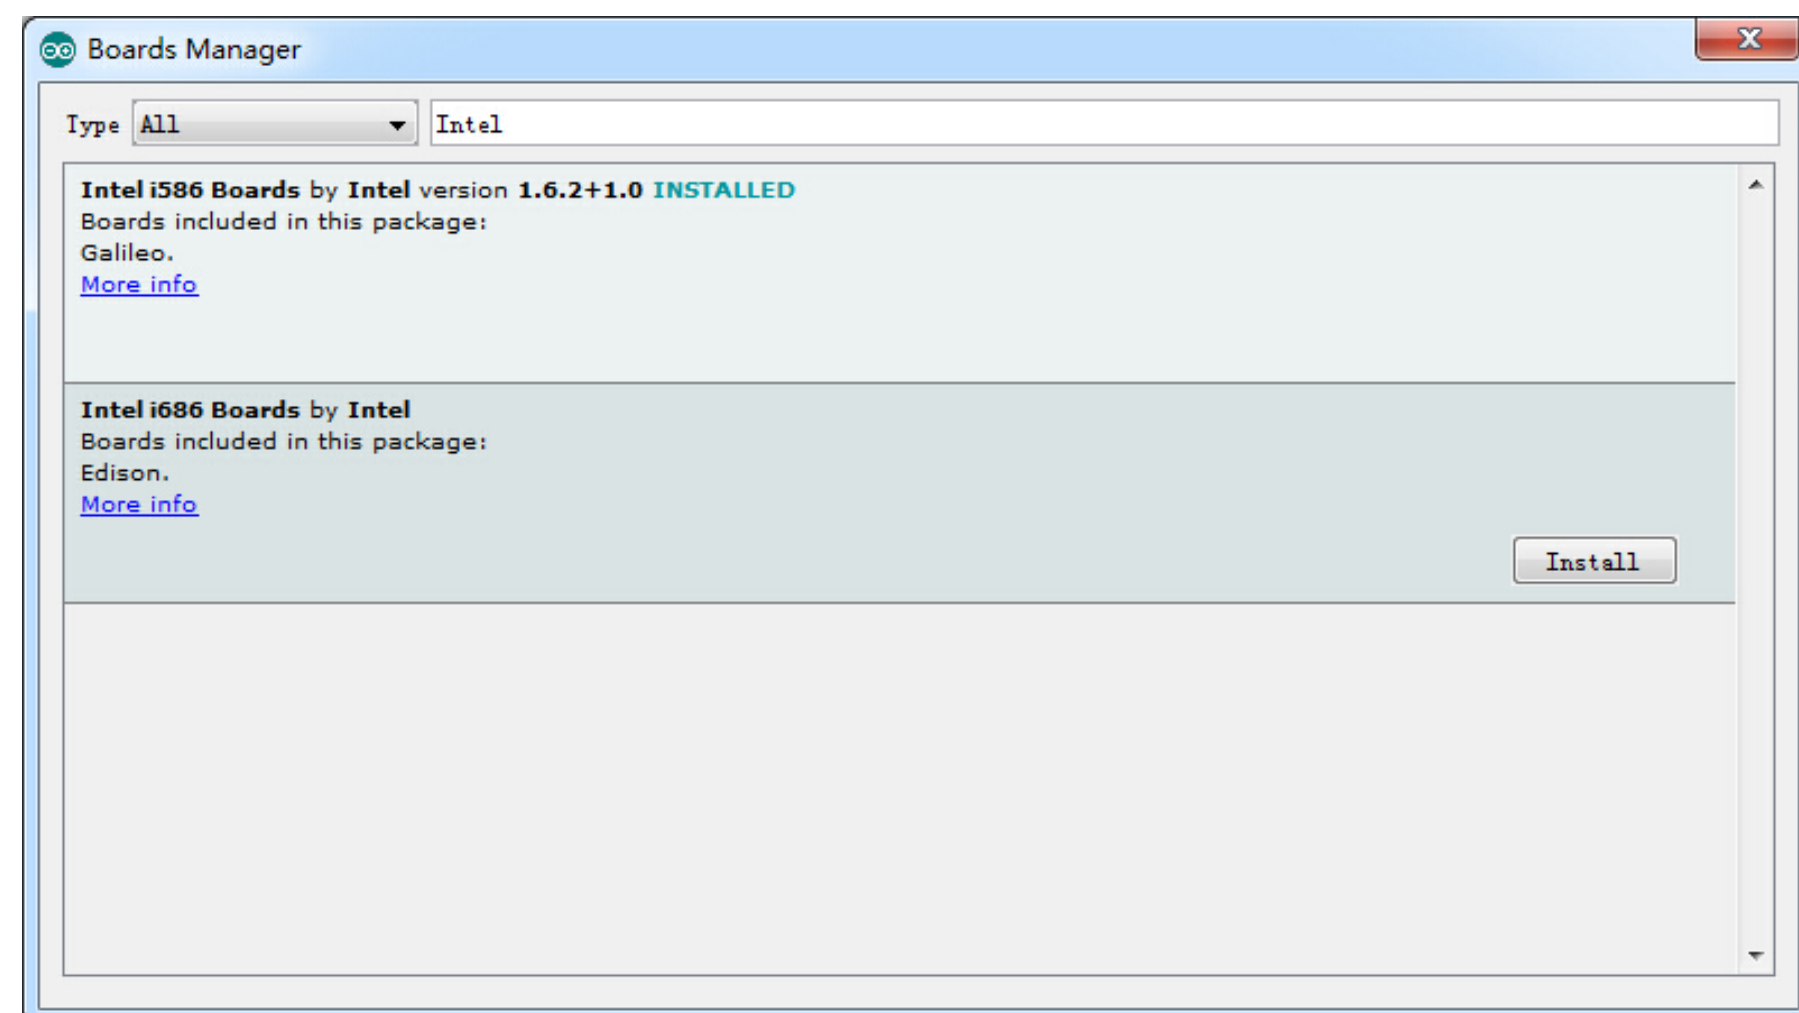 Boards Manager
Type All Intel
Intel i586 Boards by Intel version 1.6.2+1.0 INSTALLED
Boards included in this package:
Galileo.
More info
Intel i686 Boards by Intel
Boards included in this package:
Edison.
More info
Install